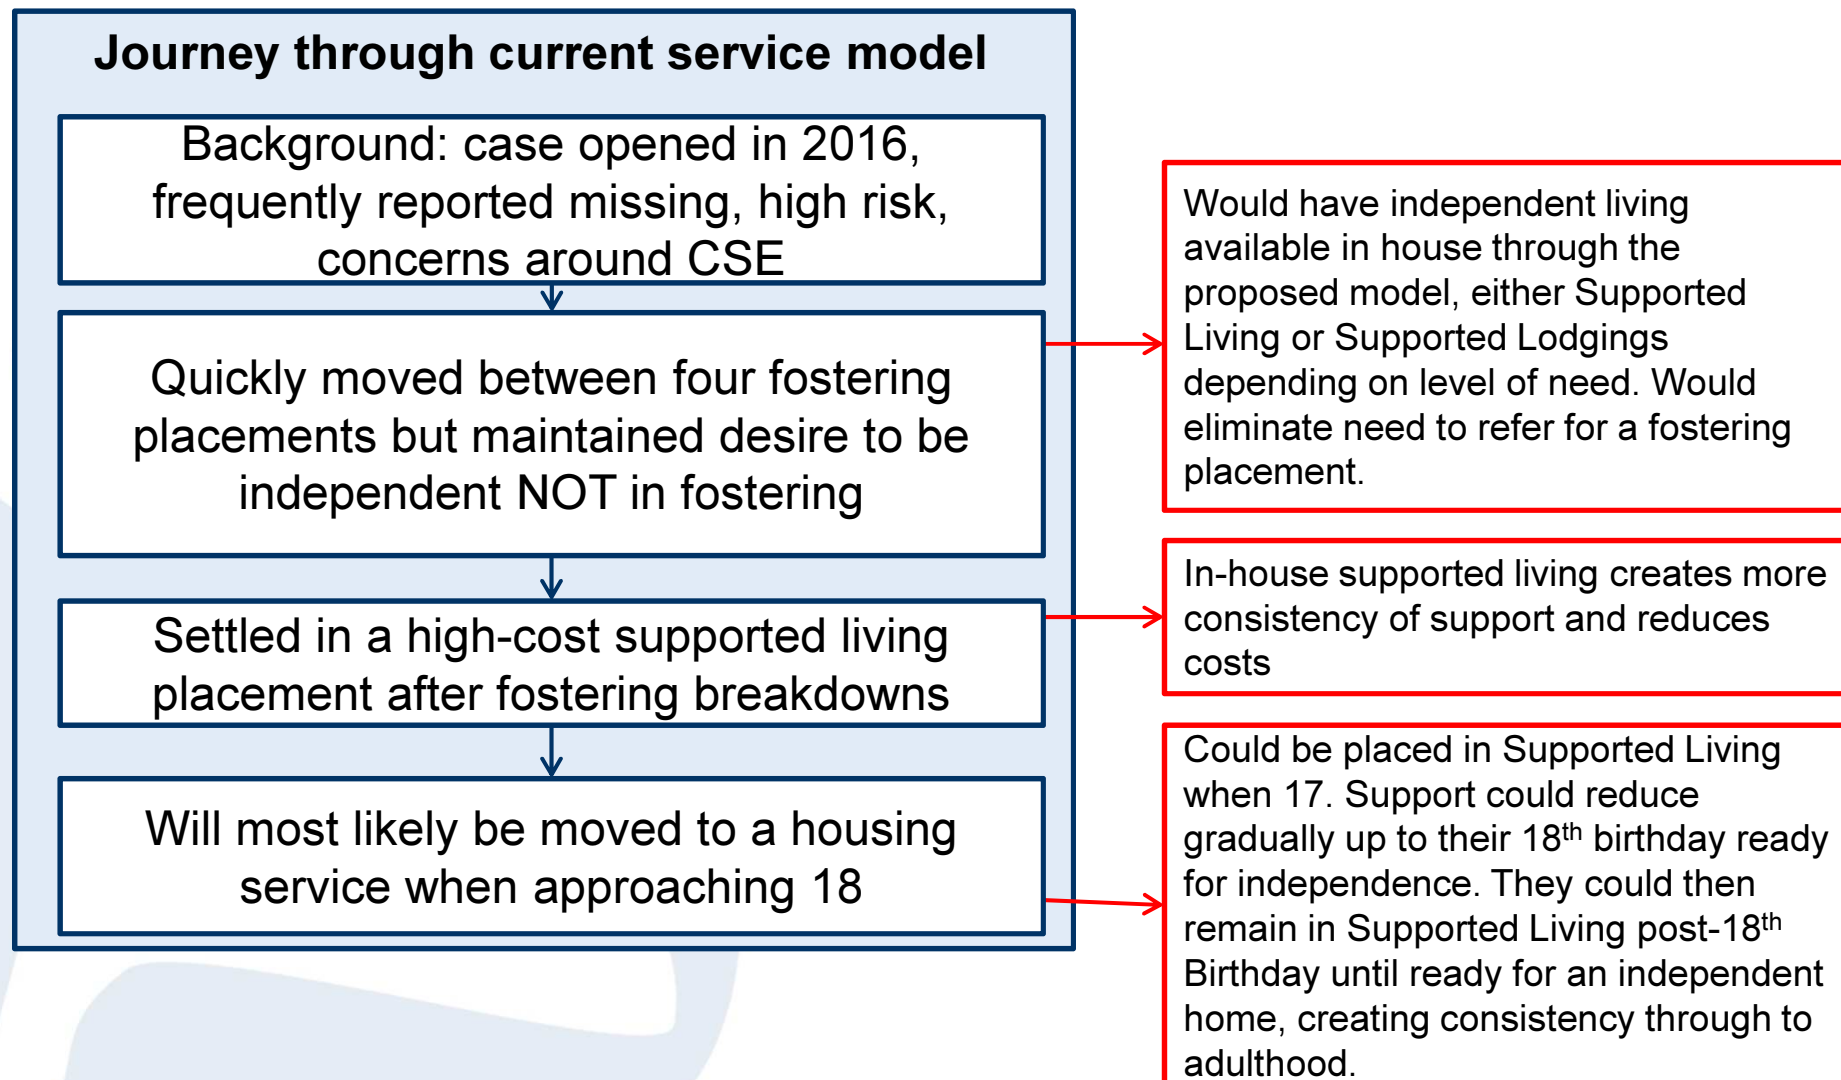 Journey through current service model
Background: case opened in 2016,
frequently reported missing, high risk,
concerns around CSE
Quickly moved between four fostering
placements but maintained desire to be
independent NOT in fostering
Settled in a high-cost supported living
placement after fostering breakdowns
Will most likely be moved to a housing
service when approaching 18
Would have independent living
available in house through the
proposed model, either Supported
Living or Supported Lodgings
depending on level of need. Would
eliminate need to refer for a fostering
placement.
In-house supported living creates more
consistency of support and reduces
costs
Could be placed in Supported Living
when 17. Support could reduce
gradually up to their 18th birthday ready
for independence. They could then
remain in Supported Living post-18th
Birthday until ready for an independent
home, creating consistency through to
adulthood.